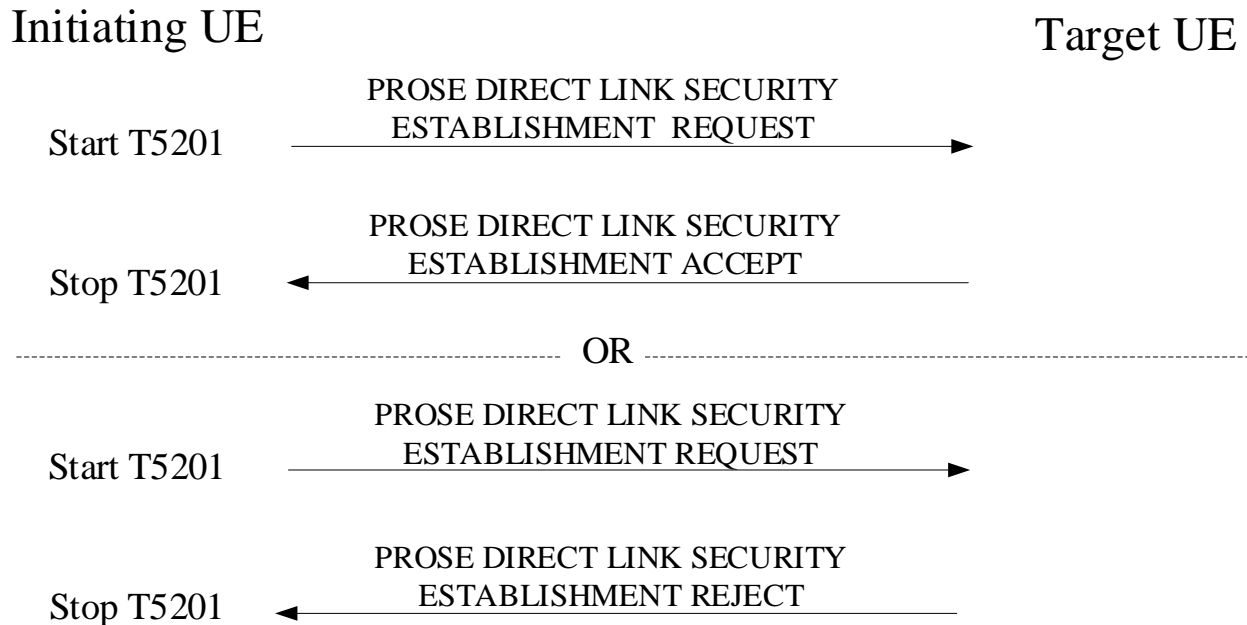 Initiating UE
Target UE
PROSE DIRECT LINK SECURITY
ESTABLISHMENT REQUEST
Start T5201
PROSE DIRECT LINK SECURITY
ESTABLISHMENT ACCEPT
Stop T5201
OR
PROSE DIRECT LINK SECURITY
ESTABLISHMENT REQUEST
Start T5201
PROSE DIRECT LINK SECURITY
ESTABLISHMENT REJECT
Stop T5201